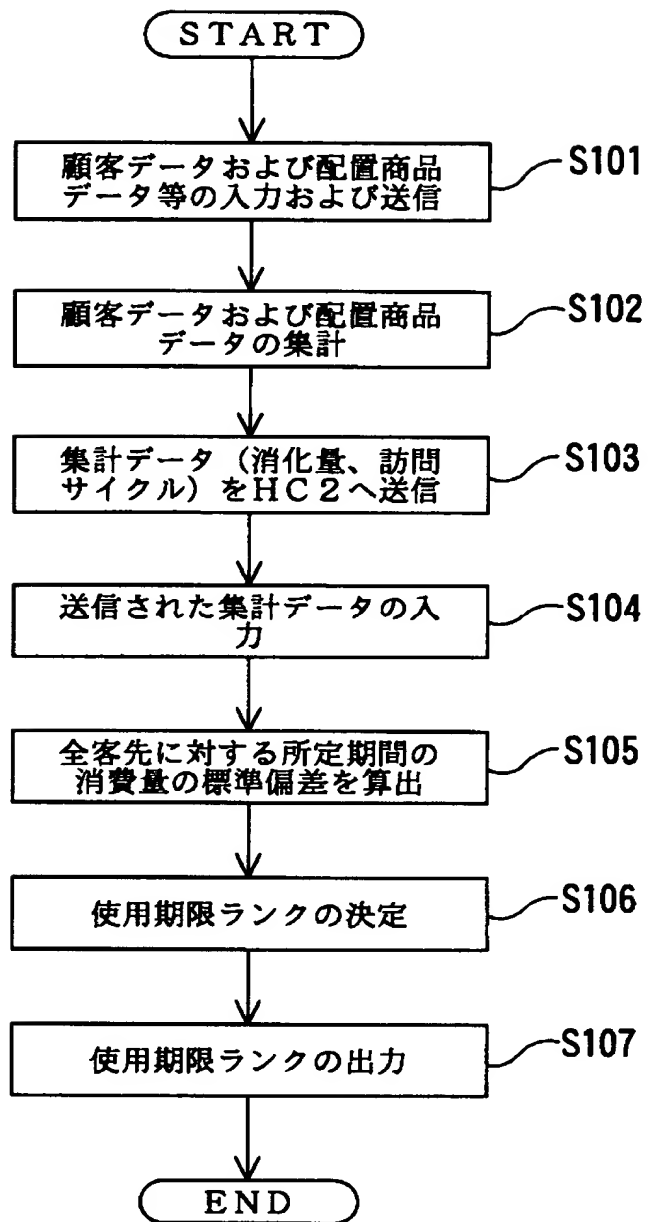 START
顧客データおよび配置商品
データ等の入力および送信
S101
顧客データおよび配置商品
データの集計
S102
集計データ（消化量、訪問
サイクル）をＨＣ２へ送信
S103
送信された集計データの入
力
S104
全客先に対する所定期間の
消費量の標準偏差を算出
S105
使用期限ランクの決定
S106
使用期限ランクの出力
S107
END